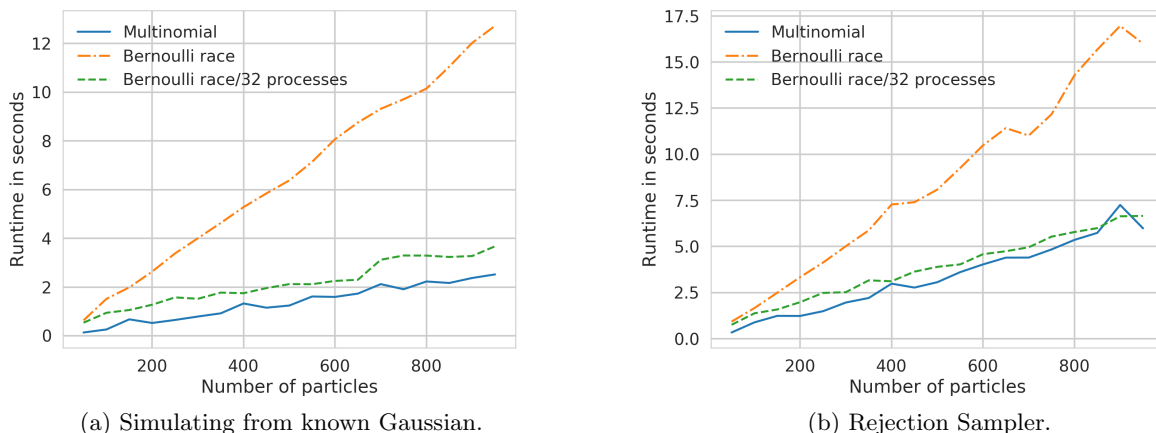 Multinomial
Bernoulli race
Bernoulli race/32 processes
12
10
8
6
4
2
0
Runtime in seconds
200 400 600 800
Number of particles
(a) Simulating from known Gaussian.
Multinomial
Bernoulli race
Bernoulli race/32 processes
17.5
15.0
12.5
10.0
7.5
5.0
2.5
0.0
Runtime in seconds
200 400 600 800
Number of particles
(b) Rejection Sampler.